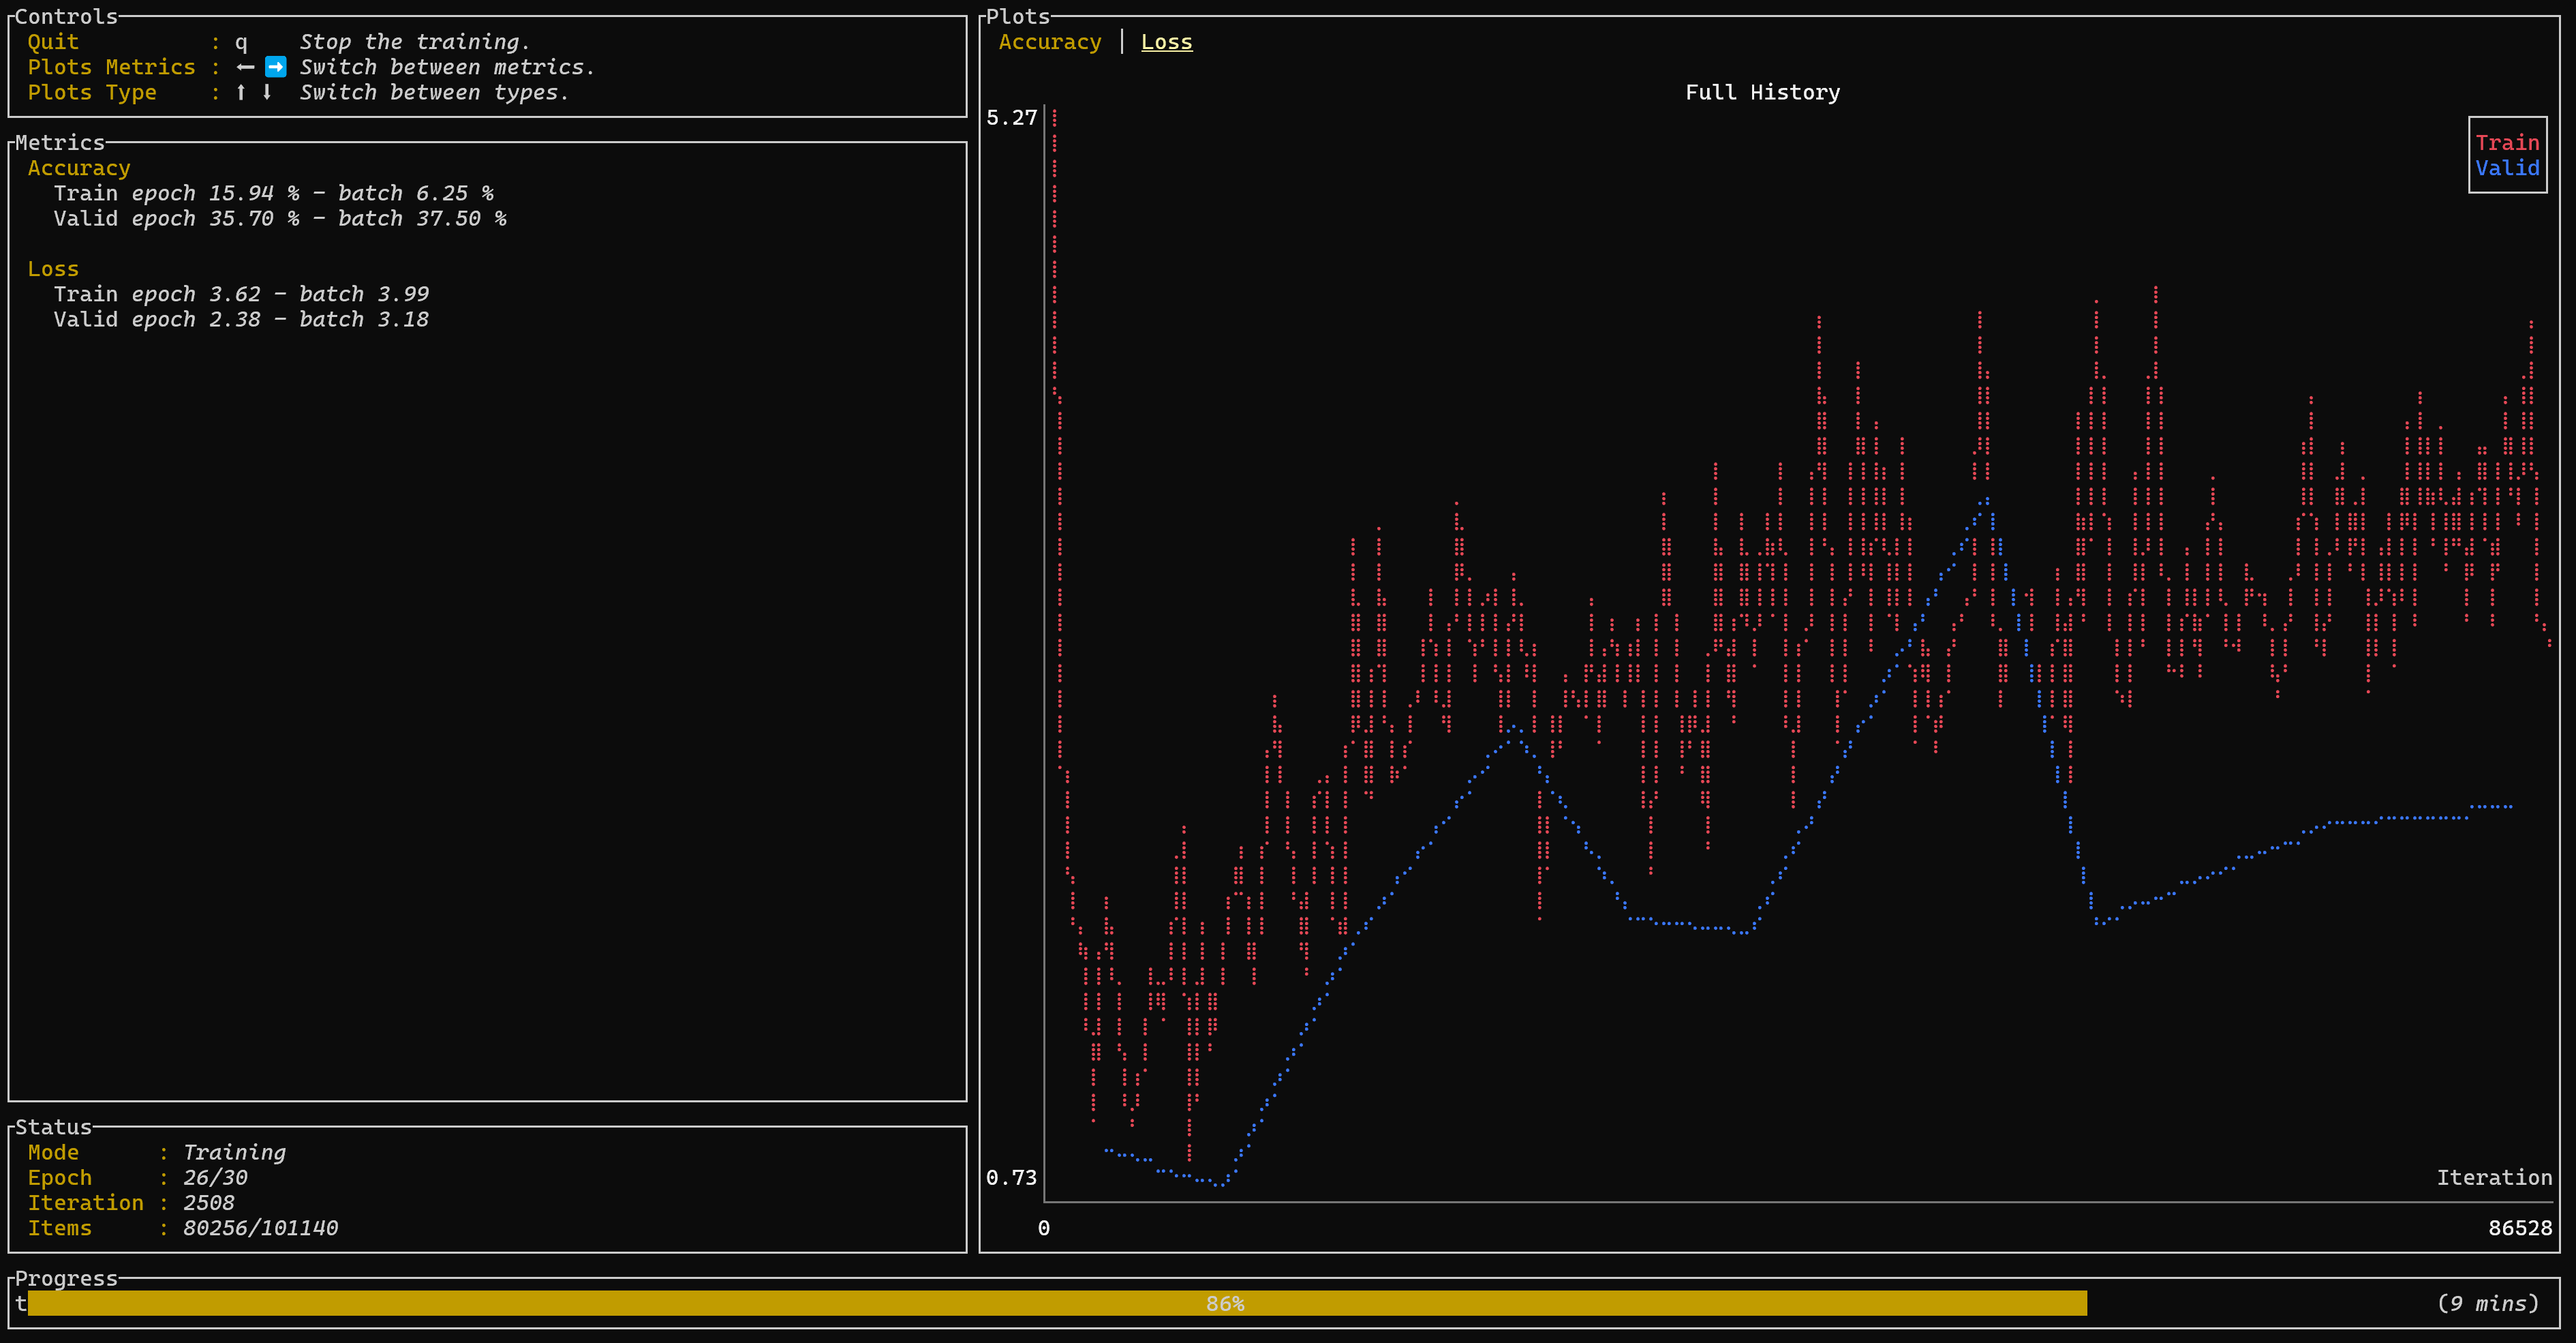 Controls
Quit : q Stop the training.
Plots Metrics : ← ➡ Switch between metrics.
Plots Type : ↑ ↓ Switch between types.
Metrics
Accuracy
Train epoch 15.94 % - batch 6.25 %
Valid epoch 35.70 % - batch 37.50 %
Loss
Train epoch 3.62 - batch 3.99
Valid epoch 2.38 - batch 3.18
Status
Mode : Training
Epoch : 26/30
Iteration : 2508
Items : 80256/101140
Plots
Accuracy | Loss
Full History
5.27
Train
Valid
0.73
Iteration
0
86528
Progress
t
86%
(9 mins)